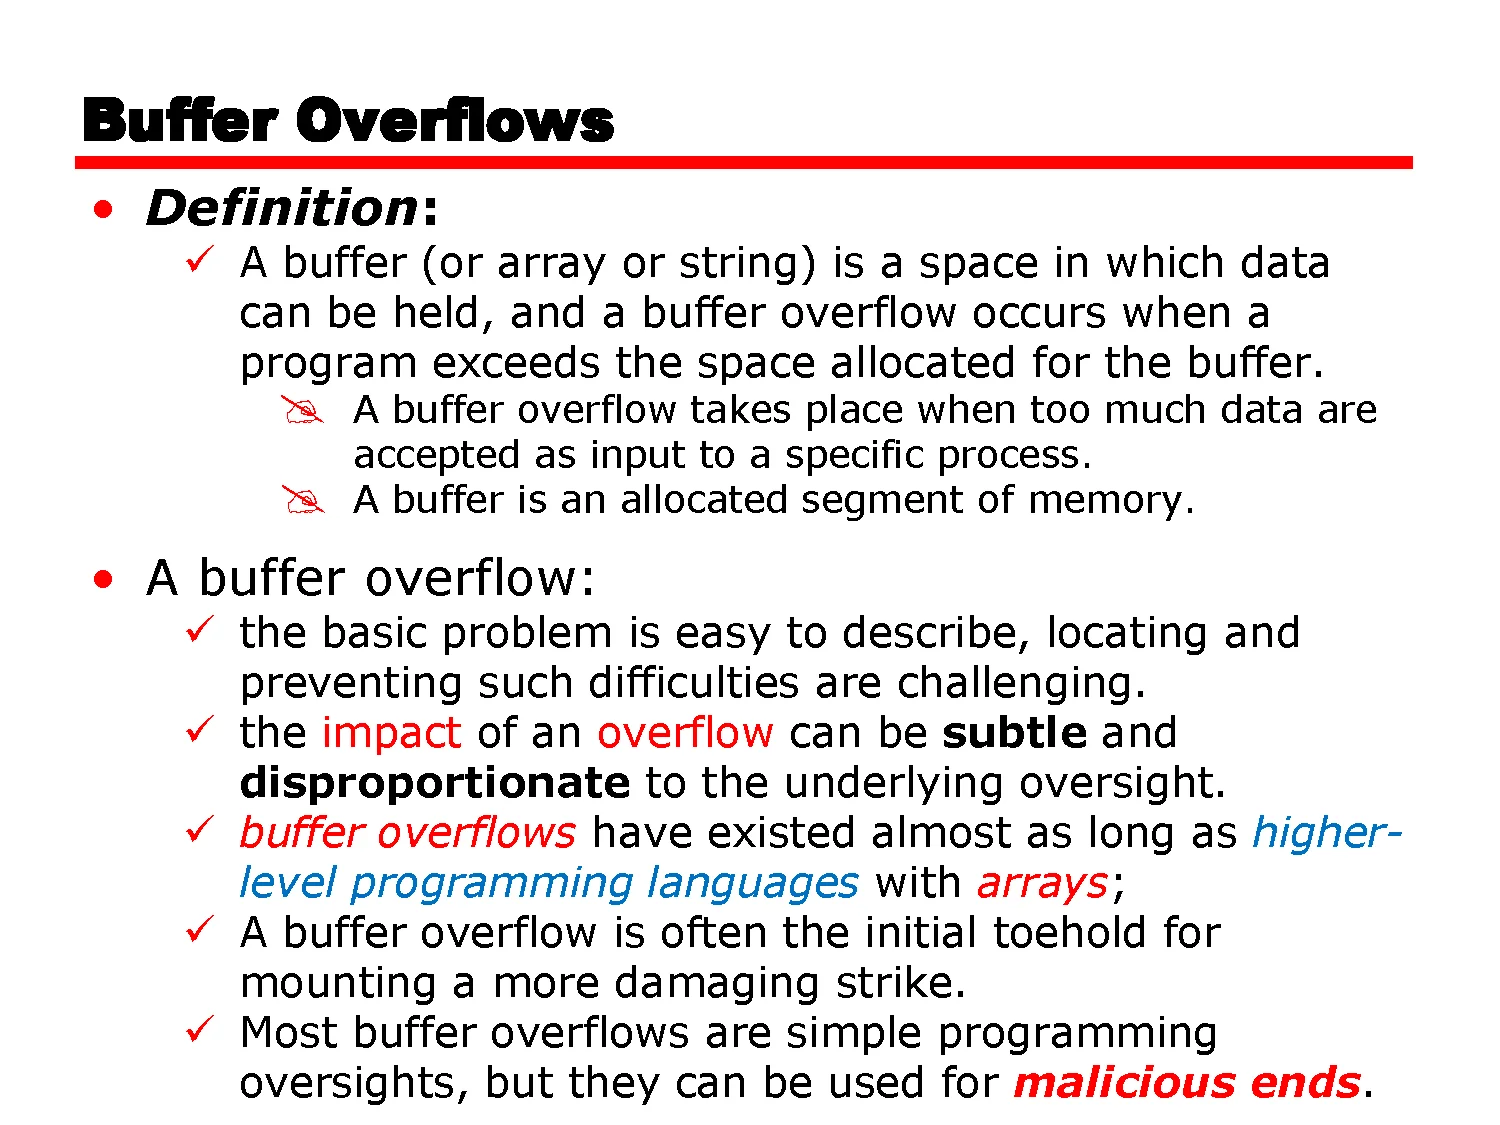 Buffer Overflows
• Definition:
✓ A buffer (or array or string) is a space in which data
can be held, and a buffer overflow occurs when a
program exceeds the space allocated for the buffer.
A buffer overflow takes place when too much data are
accepted as input to a specific process.
A buffer is an allocated segment of memory.
• A buffer overflow:
✓ the basic problem is easy to describe, locating and
preventing such difficulties are challenging.
✓ the impact of an overflow can be subtle and
disproportionate to the underlying oversight.
✓ buffer overflows have existed almost as long as higher-
level programming languages with arrays;
✓ A buffer overflow is often the initial toehold for
mounting a more damaging strike.
✓ Most buffer overflows are simple programming
oversights, but they can be used for malicious ends.